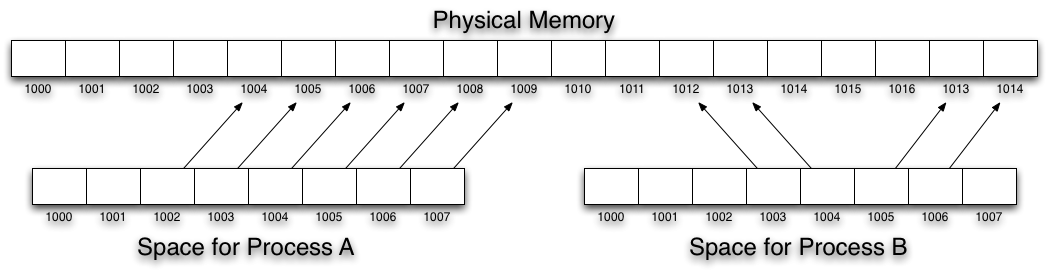 Physical Memory
1000 1001 1002 1003 1004 1005 1006 1007 1008 1009 1010 1011 1012 1013 1014 1015 1016 1013 1014
1000 1001 1002 1003 1004 1005 1006 1007
Space for Process A
1000 1001 1002 1003 1004 1005 1006 1007
Space for Process B